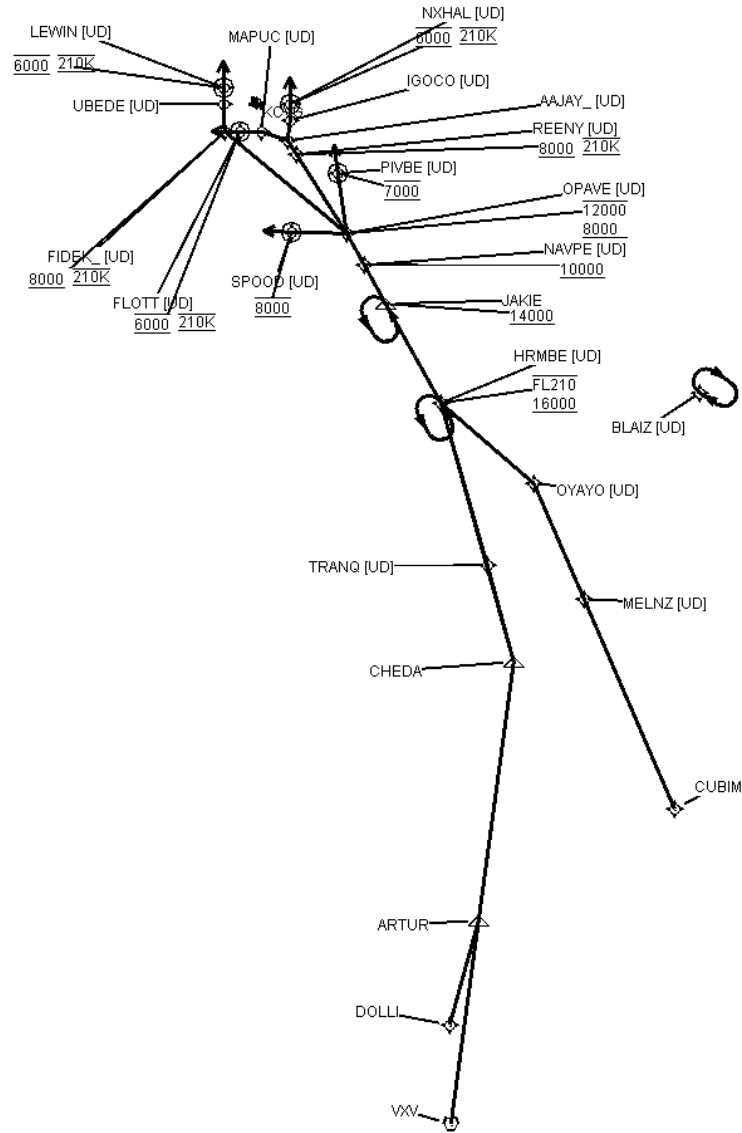 NXHAL [UD]
6000 210K
LEWIN [UD]
6000 210K
MAPUC [UD]
IGOCO [UD]
UBEDE [UD]
AAJAY_ [UD]
REENY [UD]
8000 210K
PIVBE [UD]
7000
OPAVE [UD]
12000
8000
NAVPE [UD]
10000
FIDEK_ [UD]
8000 210K
SPOOD [UD]
8000
FLOTT [UD]
6000 210K
JAKIE
14000
HRMBE [UD]
FL210
16000
BLAIZ [UD]
OYAYO [UD]
TRANQ [UD]
MELNZ [UD]
CHEDA
CUBIM
ARTUR
DOLLI
VXV